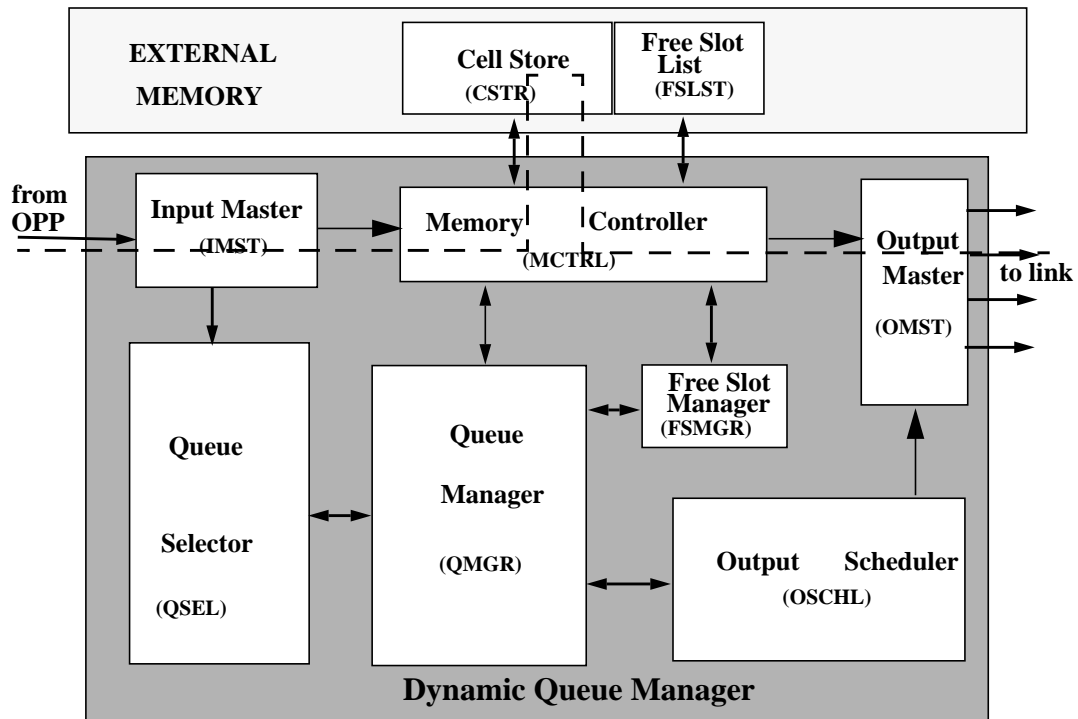 EXTERNAL
MEMORY
Cell Store
(CSTR)
Free Slot
List
(FSLST)
from
OPP
Input Master
(IMST)
Memory Controller
(MCTRL)
Output
Master
(OMST)
to link
Queue
Selector
(QSEL)
Queue
Manager
(QMGR)
Free Slot
Manager
(FSMGR)
Output Scheduler
(OSCHL)
Dynamic Queue Manager